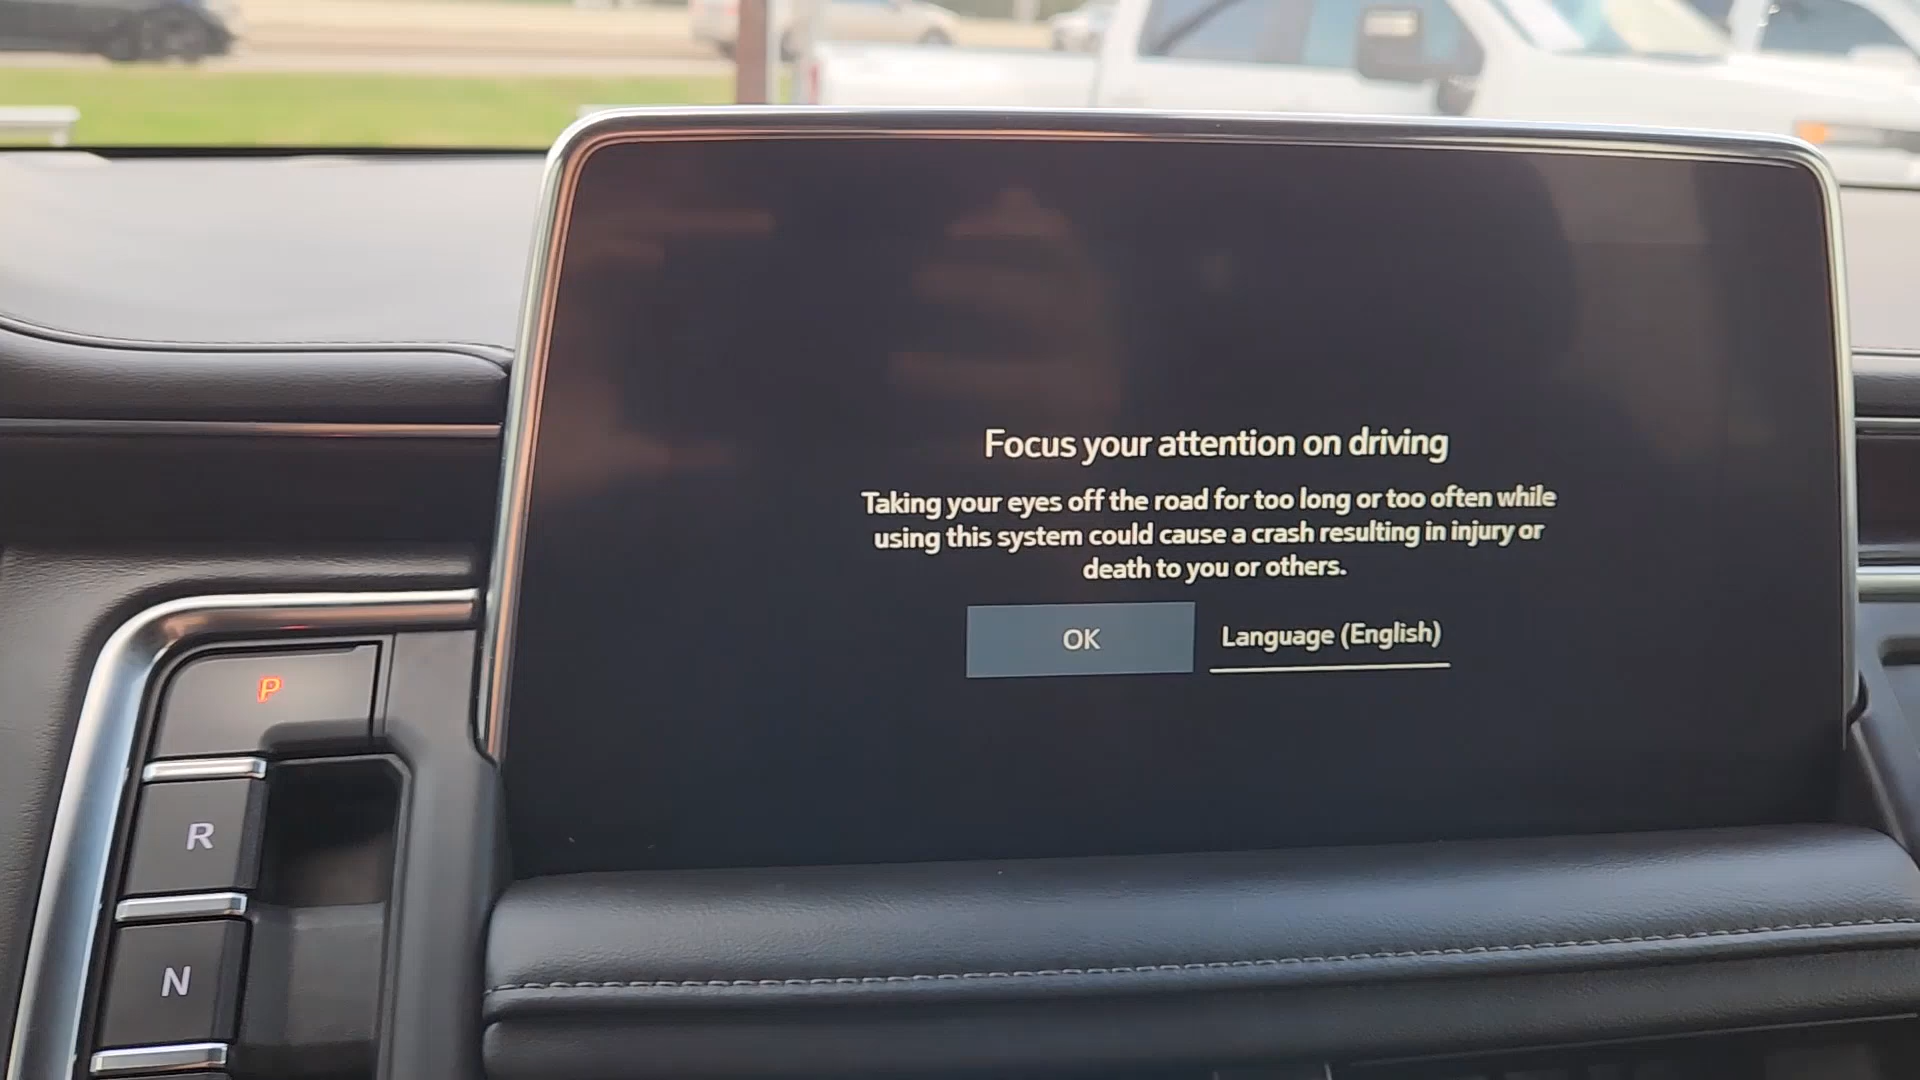 Focus your attention on driving
Taking your eyes off the road for too long or too often while
using this system could cause a crash resulting in injury or
death to you or others.
OK
Language (English)
P
R
N